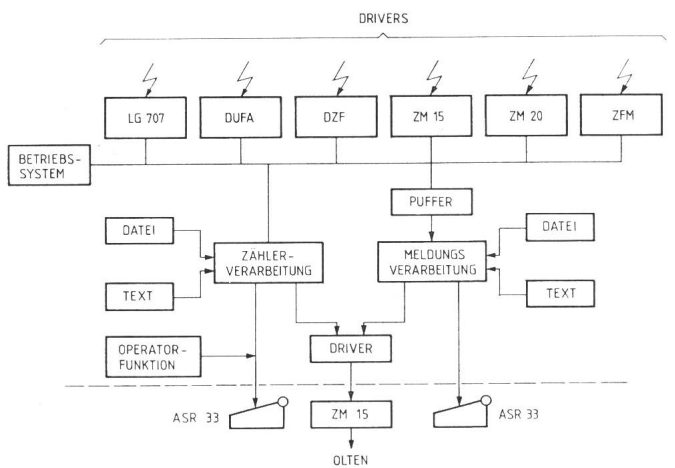 DRIVERS
LG 707
DUFA
DZF
ZM 15
ZM 20
ZFM
BETRIEBS-
SYSTEM
PUFFER
DATEI
ZÄHLER-
VERARBEITUNG
MELDUNGS
VERARBEITUNG
DATEI
TEXT
TEXT
OPERATOR-
FUNKTION
DRIVER
ASR 33
ZM 15
ASR 33
OLTEN